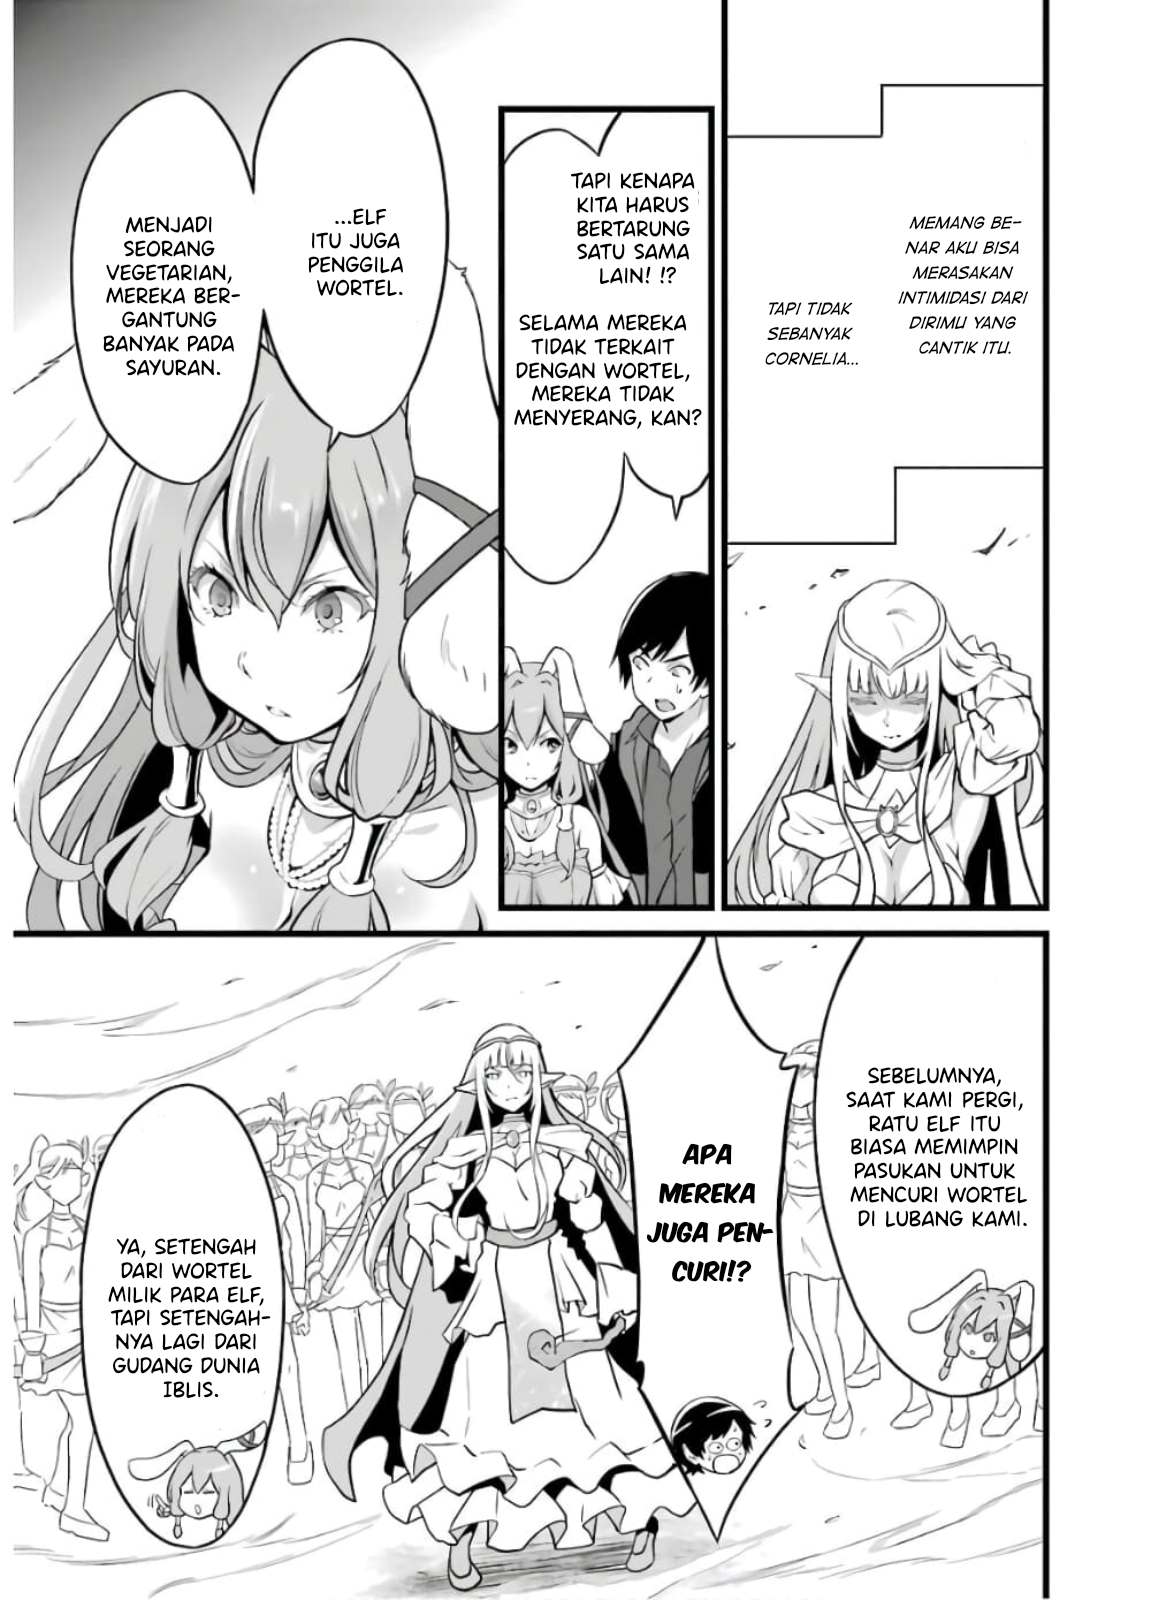 MEMANG BE-
NAR AKU BISA
MERASAKAN
INTIMIDASI DARI
DIRIMU YANG
CANTIK ITU.
TAPI TIDAK
SEBANYAK
CORNELIA...
TAPI KENAPA
KITA HARUS
BERTARUNG
SATU SAMA
LAIN! !?
SELAMA MEREKA
TIDAK TERKAIT
DENGAN WORTEL,
MEREKA TIDAK
MENYERANG, KAN?
...ELF
ITU JUGA
PENGGILA
WORTEL.
MENJADI
SEORANG
VEGETARIAN,
MEREKA BER-
GANTUNG
BANYAK PADA
SAYURAN.
SEBELUMNYA,
SAAT KAMI PERGI,
RATU ELF ITU
BIASA MEMIMPIN
PASUKAN UNTUK
MENCURI WORTEL
DI LUBANG KAMI.
APA
MEREKA
JUGA PEN-
CURI!?
YA, SETENGAH
DARI WORTEL
MILIK PARA ELF,
TAPI SETENGAH-
NYA LAGI DARI
GUDANG DUNIA
IBLIS.